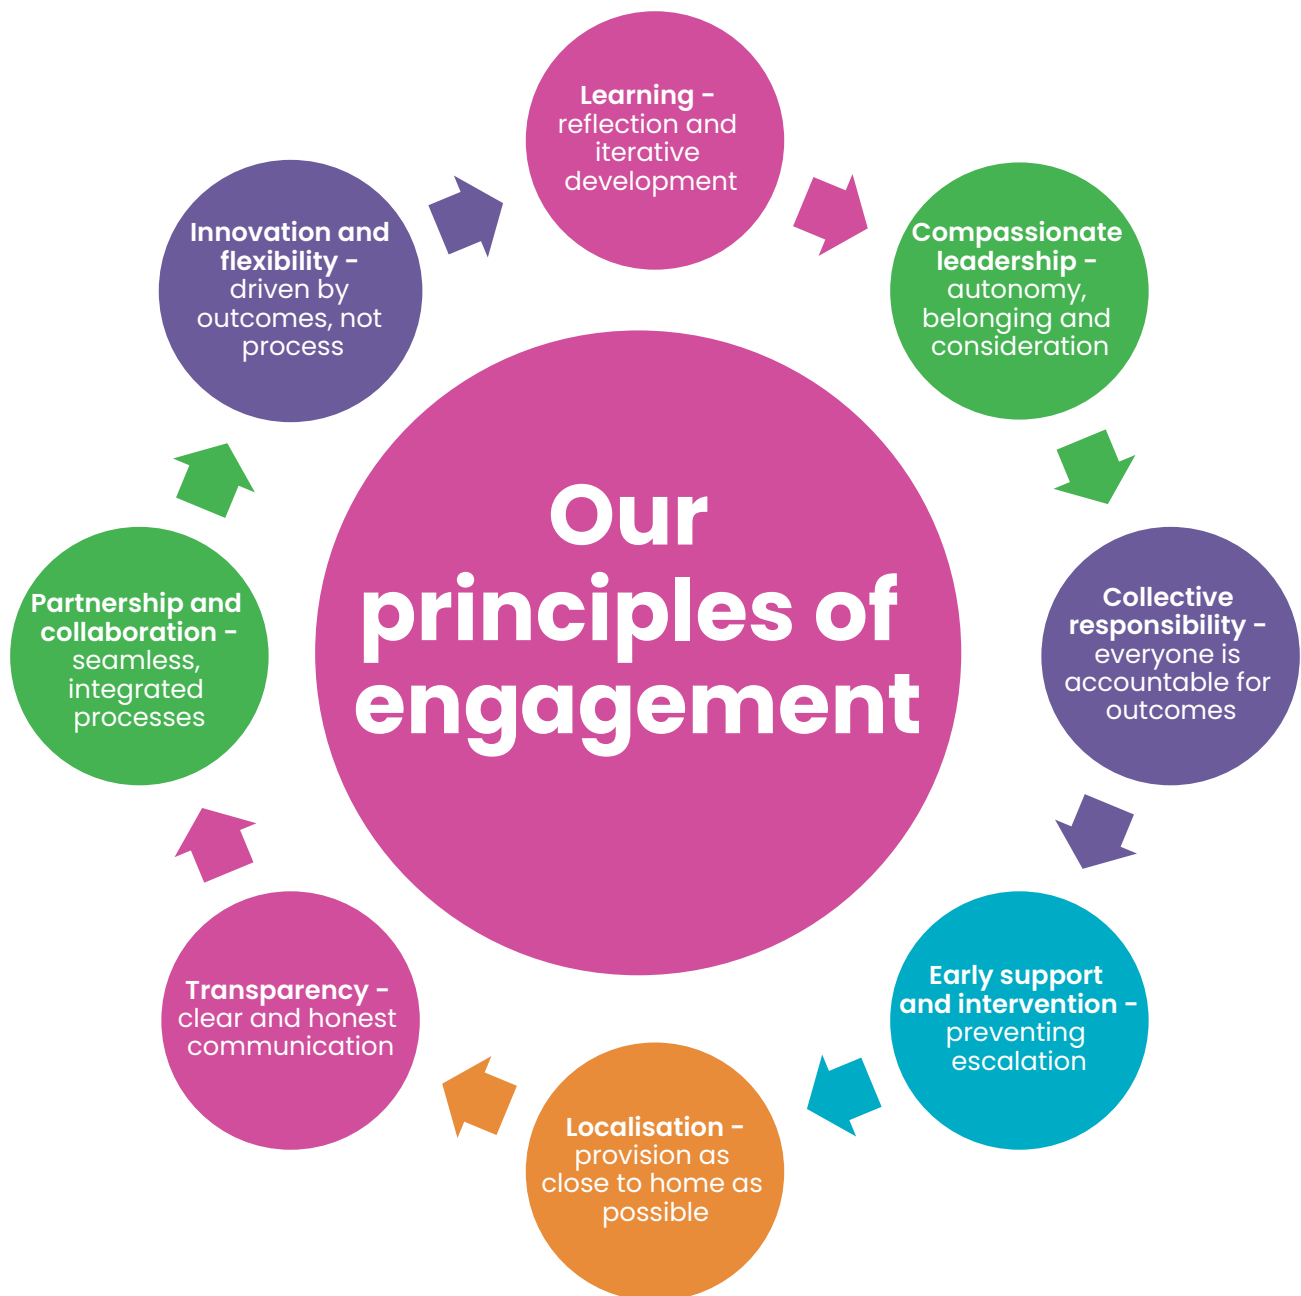 Learning -
reflection and
iterative
development
Compassionate
leadership -
autonomy,
belonging and
consideration
Collective
responsibility -
everyone is
accountable for
outcomes
Early support
and intervention -
preventing
escalation
Localisation -
provision as
close to home as
possible
Transparency -
clear and honest
communication
Partnership and
collaboration -
seamless,
integrated
processes
Innovation and
flexibility -
driven by
outcomes, not
process
Our
principles of
engagement